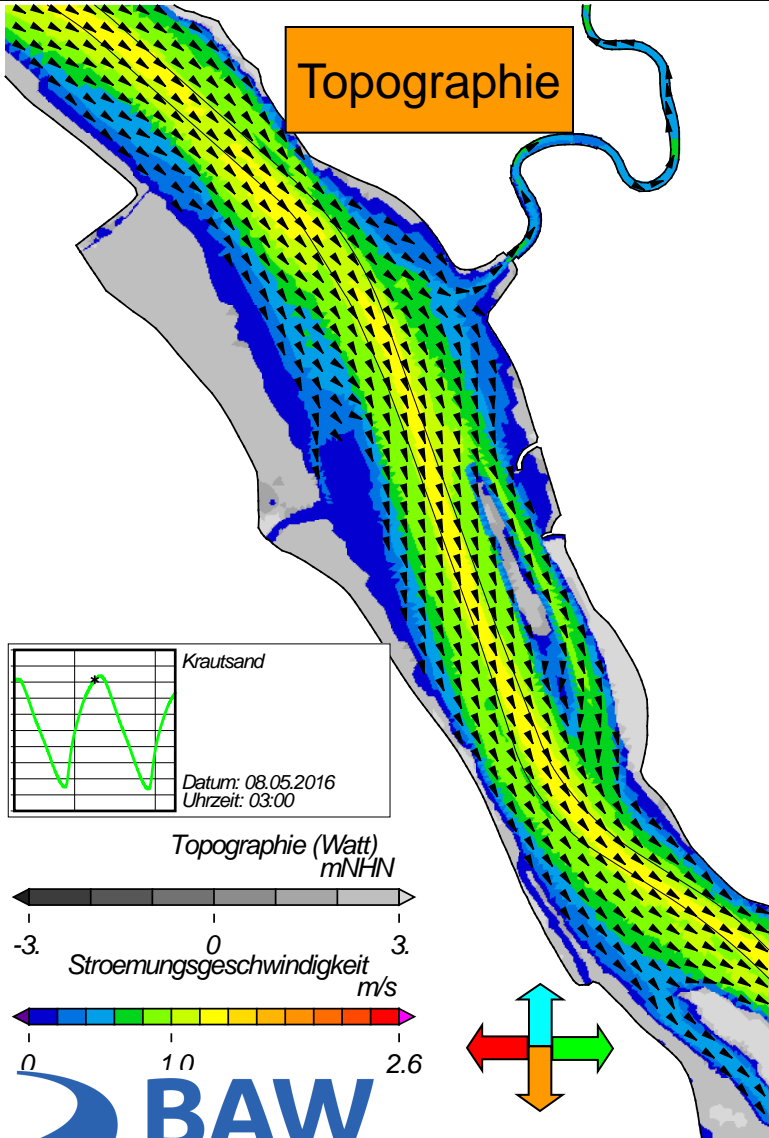 Topographie
Krautsand
Datum: 08.05.2016
Uhrzeit: 03:00
Topographie (Watt)
mNHN
-3. 0 3.
Stroemungsgeschwindigkeit
m/s
0 1.0 2.6
BAW